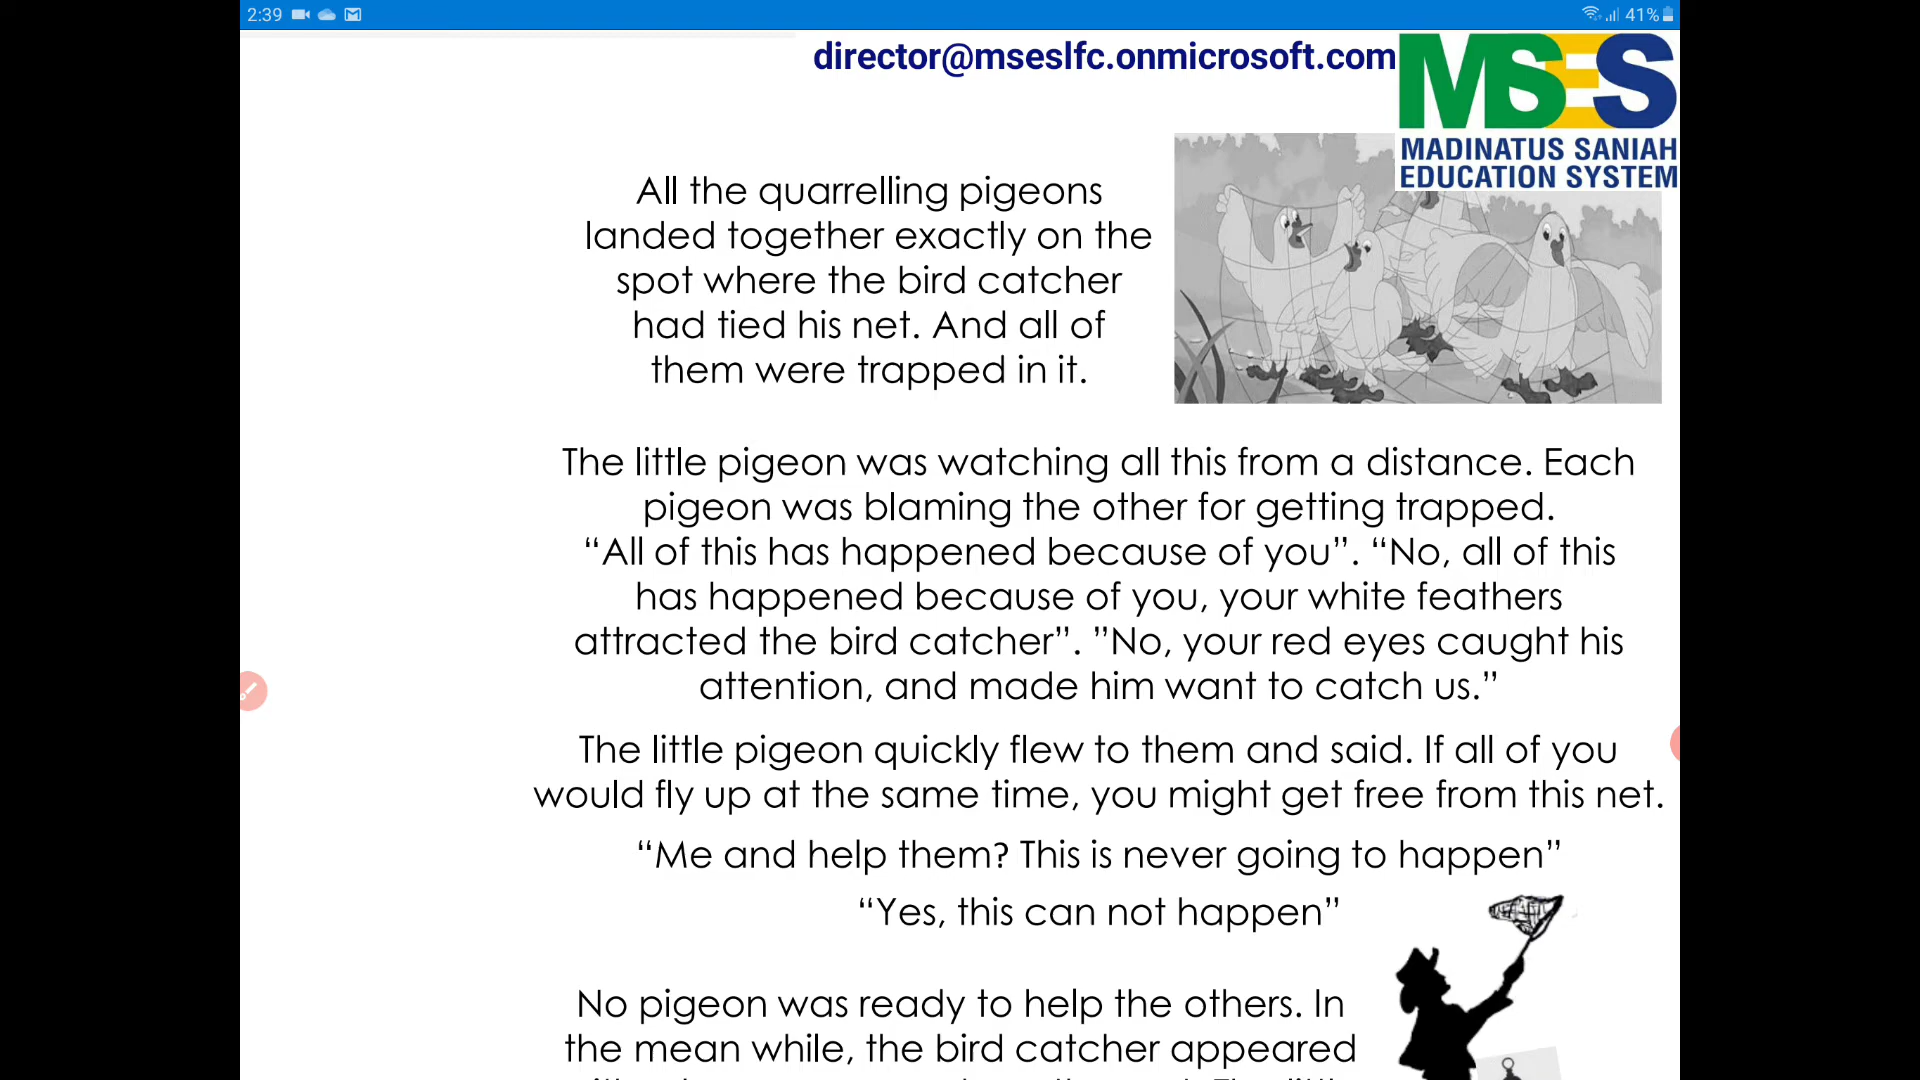 2:39
41%
director@mseslfc.onmicrosoft.com
MSES
MADINATUS SANIAH
EDUCATION SYSTEM
All the quarrelling pigeons
landed together exactly on the
spot where the bird catcher
had tied his net. And all of
them were trapped in it.
The little pigeon was watching all this from a distance. Each
pigeon was blaming the other for getting trapped.
“All of this has happened because of you”. “No, all of this
has happened because of you, your white feathers
attracted the bird catcher”. ”No, your red eyes caught his
attention, and made him want to catch us.”
The little pigeon quickly flew to them and said. If all of you
would fly up at the same time, you might get free from this net.
“Me and help them? This is never going to happen”
“Yes, this can not happen”
No pigeon was ready to help the others. In
the mean while, the bird catcher appeared